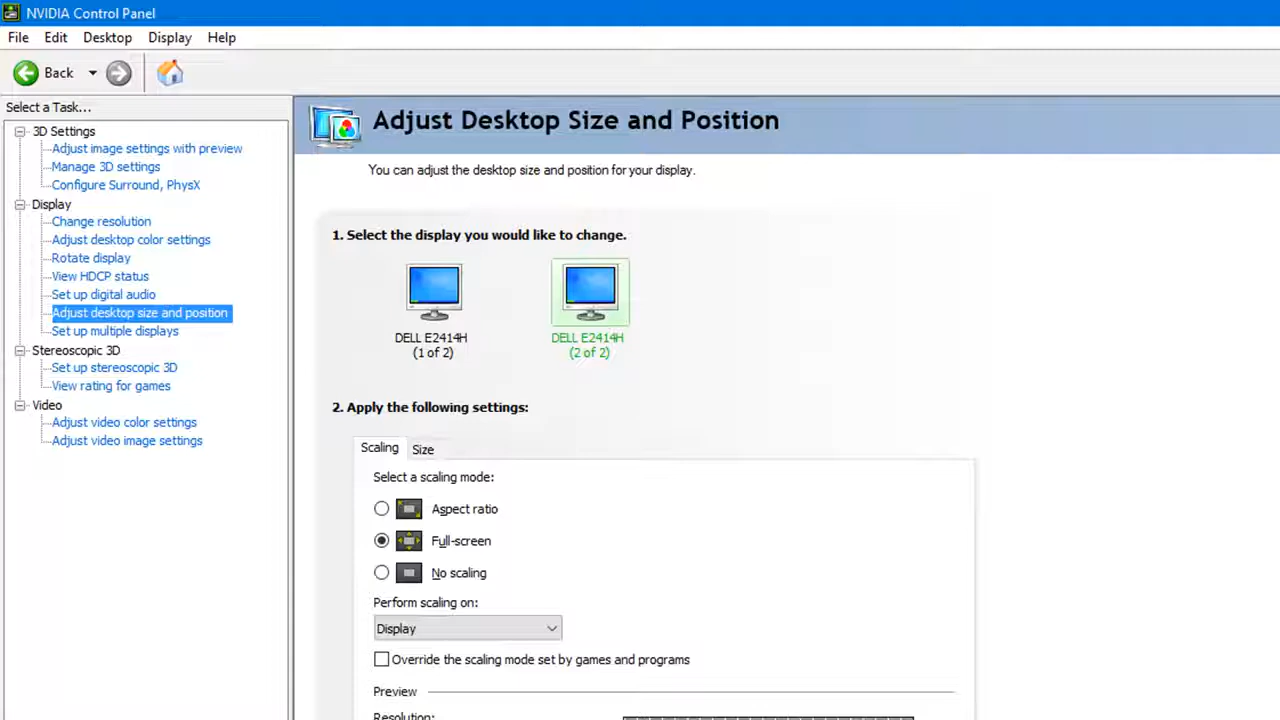 NVIDIA Control Panel
File Edit Desktop Display Help
Back
Select a Task...
3D Settings
Adjust image settings with preview
Manage 3D settings
Configure Surround, PhysX
Display
Change resolution
Adjust desktop color settings
Rotate display
View HDCP status
Set up digital audio
Adjust desktop size and position
Set up multiple displays
Stereoscopic 3D
Set up stereoscopic 3D
View rating for games
Video
Adjust video color settings
Adjust video image settings
Adjust Desktop Size and Position
You can adjust the desktop size and position for your display.
1. Select the display you would like to change.
DELL E2414H
(1 of 2)
DELL E2414H
(2 of 2)
2. Apply the following settings:
Scaling Size
Select a scaling mode:
Aspect ratio
Full-screen
No scaling
Perform scaling on:
Display
Override the scaling mode set by games and programs
Preview
Resolution: